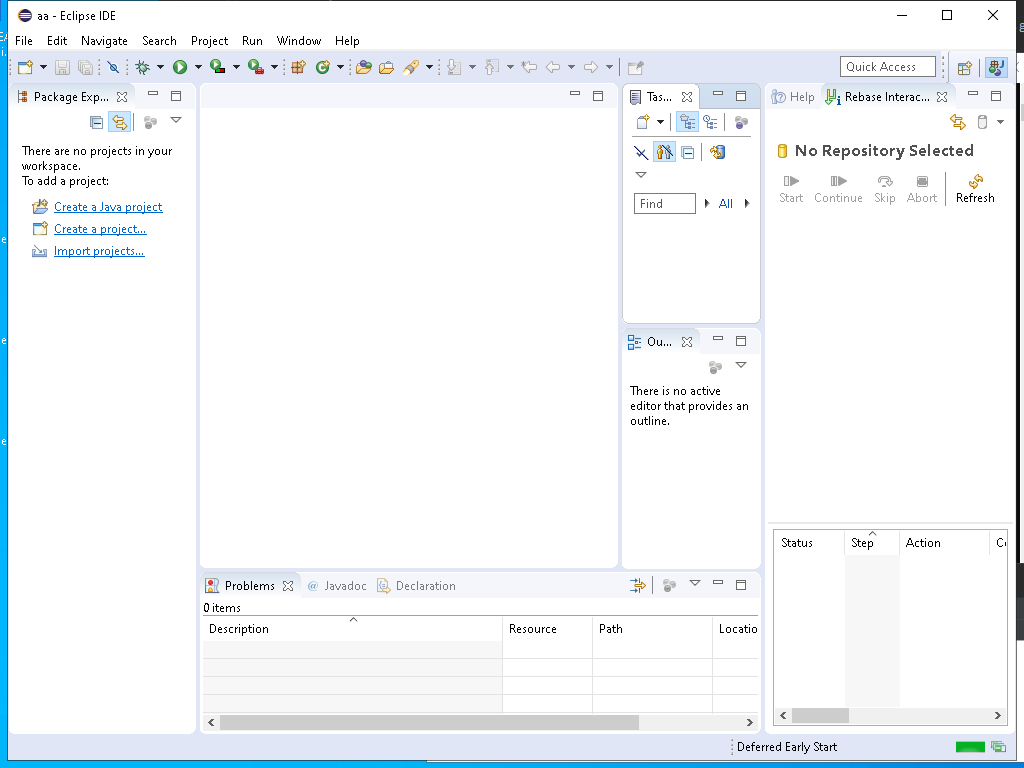 aa - Eclipse IDE
File Edit Navigate Search Project Run Window Help
Quick Access
Package Exp...
There are no projects in your
workspace.
To add a project:
Create a Java project
Create a project...
Import projects...
Tas...
Find
All
Ou...
There is no active
editor that provides an
outline.
Help
Rebase Interac...
No Repository Selected
Start Continue Skip Abort Refresh
Status Step Action
Problems Javadoc Declaration
0 items
Description Resource Path Locatio
Deferred Early Start